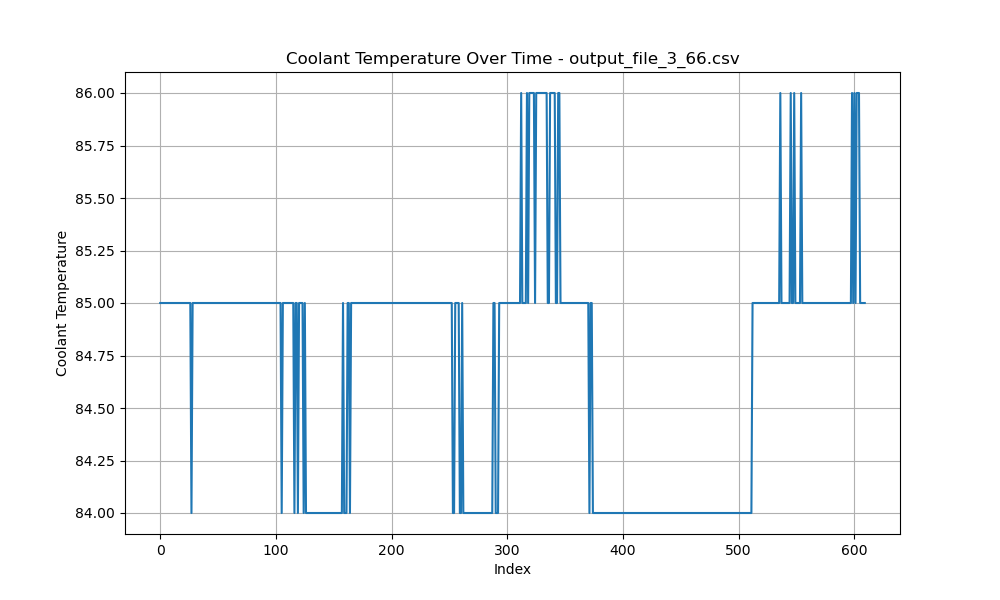 Coolant Temperature Over Time - output_file_3_66.csv
86.00
85.75
85.50
85.25
85.00
84.75
84.50
84.25
84.00
Coolant Temperature
0 100 200 300 400 500 600
Index